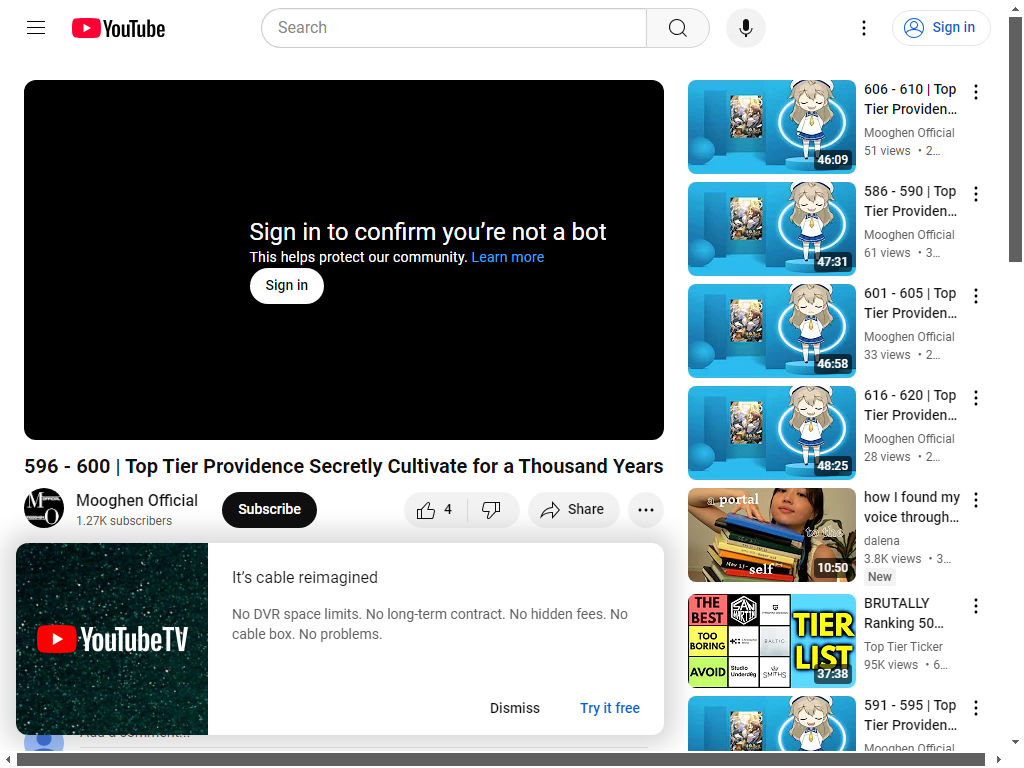 YouTube
Search
Sign in
Sign in to confirm you’re not a bot
This helps protect our community. Learn more
Sign in
596 - 600 | Top Tier Providence Secretly Cultivate for a Thousand Years
Mooghen Official
1.27K subscribers
Subscribe
4
Share
It’s cable reimagined
No DVR space limits. No long-term contract. No hidden fees. No
cable box. No problems.
YouTubeTV
Dismiss
Try it free
Add a comment...
606 - 610 | Top
Tier Providen...
Mooghen Official
51 views • 2...
46:09
586 - 590 | Top
Tier Providen...
Mooghen Official
61 views • 3...
47:31
601 - 605 | Top
Tier Providen...
Mooghen Official
33 views • 2...
46:58
616 - 620 | Top
Tier Providen...
Mooghen Official
28 views • 2...
48:25
a portal
to the
self
10:50
how I found my
voice through...
dalena
3.8K views • 3...
New
THE
BEST
TOO
BORING
AVOID
SAN
MARTIN
BALTIC
Studio
Underd0g
SMITHS
TIER
LIST
37:38
BRUTALLY
Ranking 50...
Top Tier Ticker
95K views • 6...
591 - 595 | Top
Tier Providen...
Mooghen Official